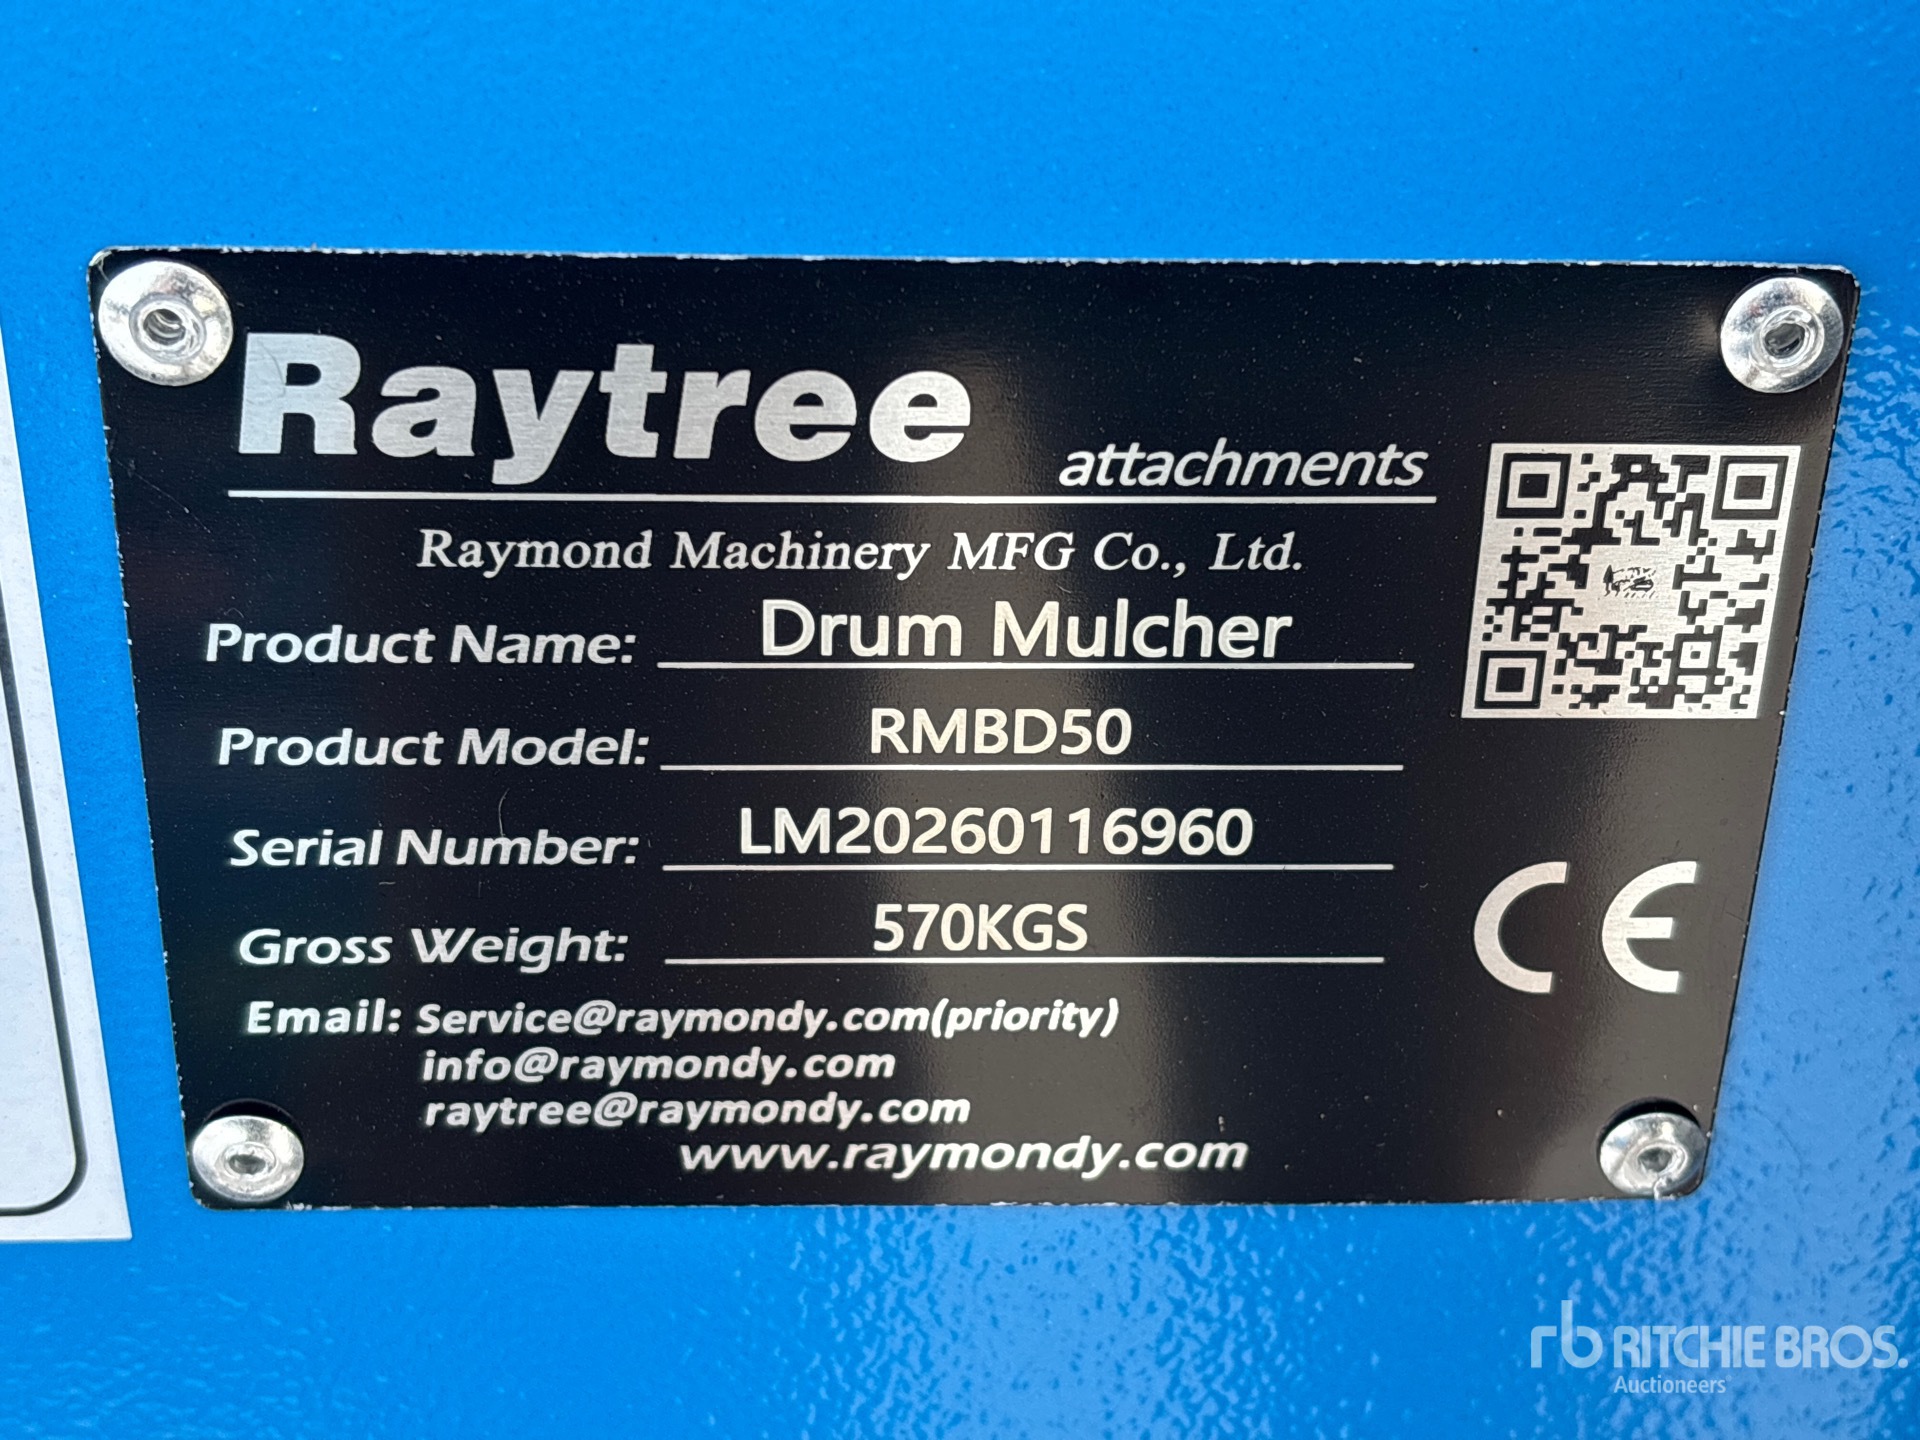 Raytree attachments
Raymond Machinery MFG Co., Ltd.
Product Name: Drum Mulcher
Product Model: RMBD50
Serial Number: LM20260116960
Gross Weight: 570KGS
Email: Service@raymondy.com(priority)
info@raymondy.com
raytree@raymondy.com
www.raymondy.com
CE
rb RITCHIE BROS.
Auctioneers